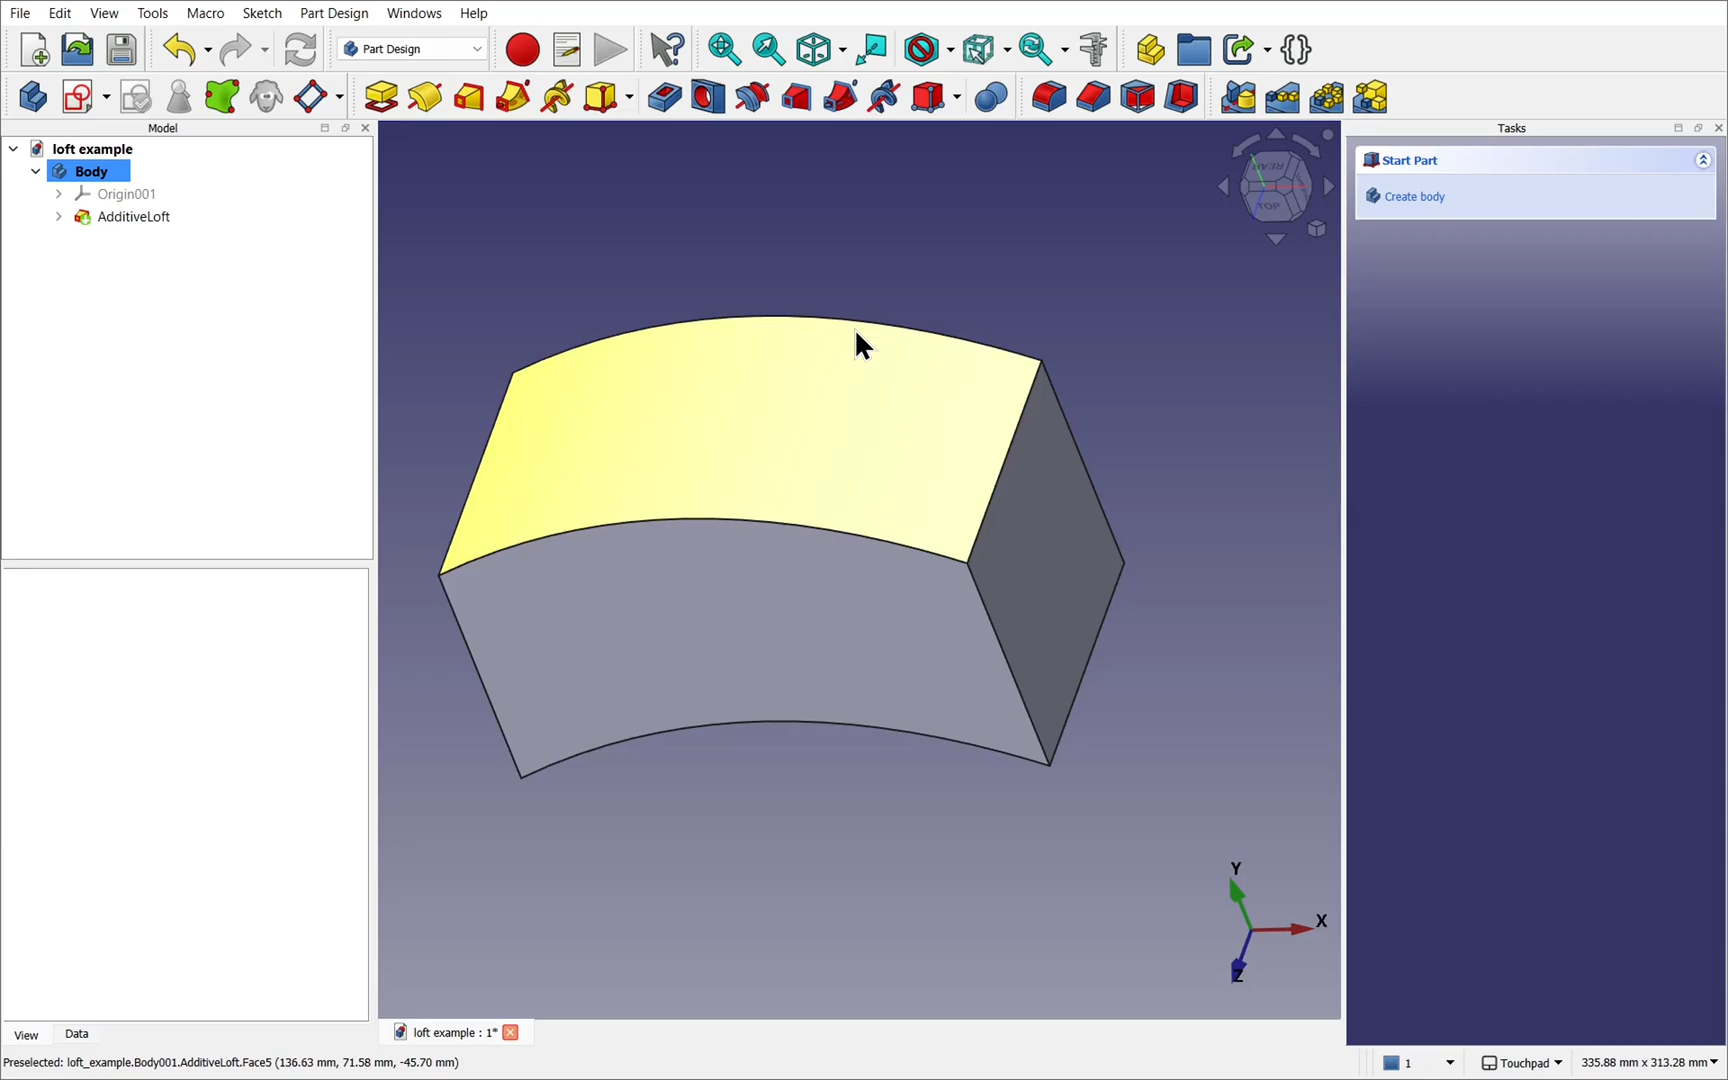 File Edit View Tools Macro Sketch Part Design Windows Help
Part Design
Model
Tasks
loft example
Body
Origin001
AdditiveLoft
Start Part
Create body
REAR
TOP
Y
X
Z
View Data
loft example : 1*
Preselected: loft_example.Body001.AdditiveLoft.Face5 (136.63 mm, 71.58 mm, -45.70 mm)
1
Touchpad
335.88 mm x 313.28 mm